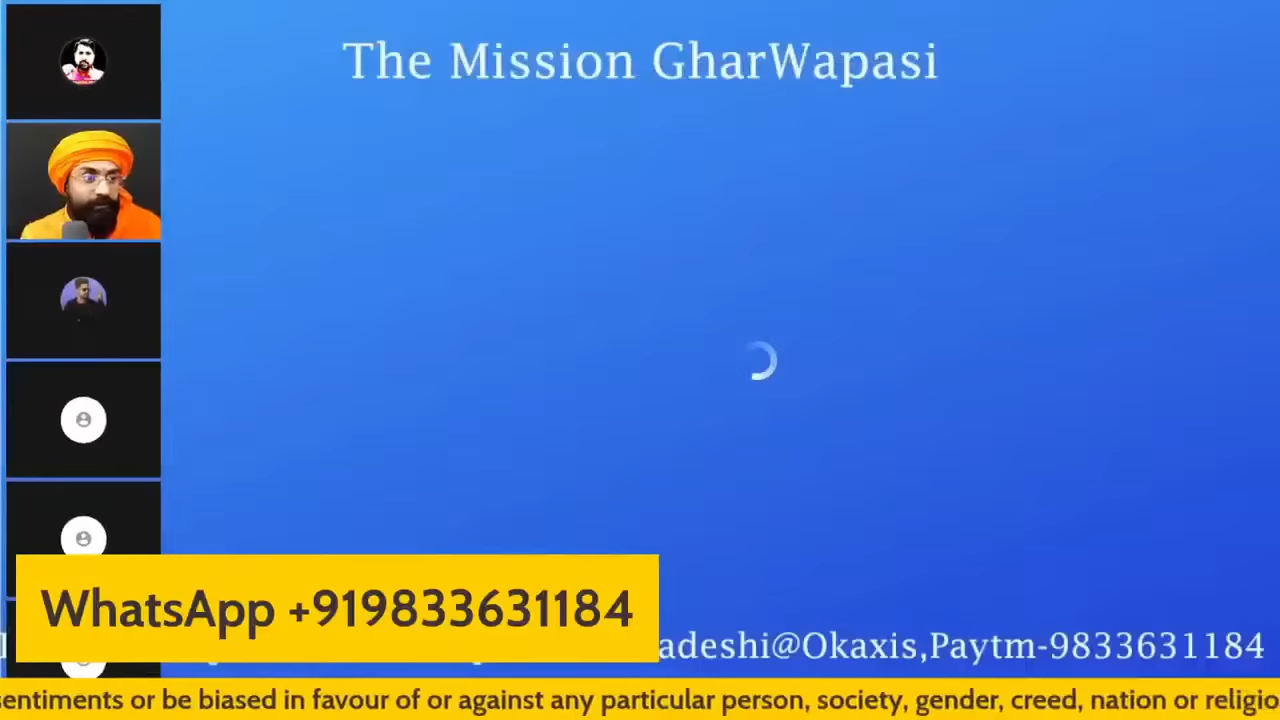 The Mission GharWapasi
WhatsApp +919833631184
adeshi@Okaxis,Paytm-9833631184
sentiments or be biased in favour of or against any particular person, society, gender, creed, nation or religio